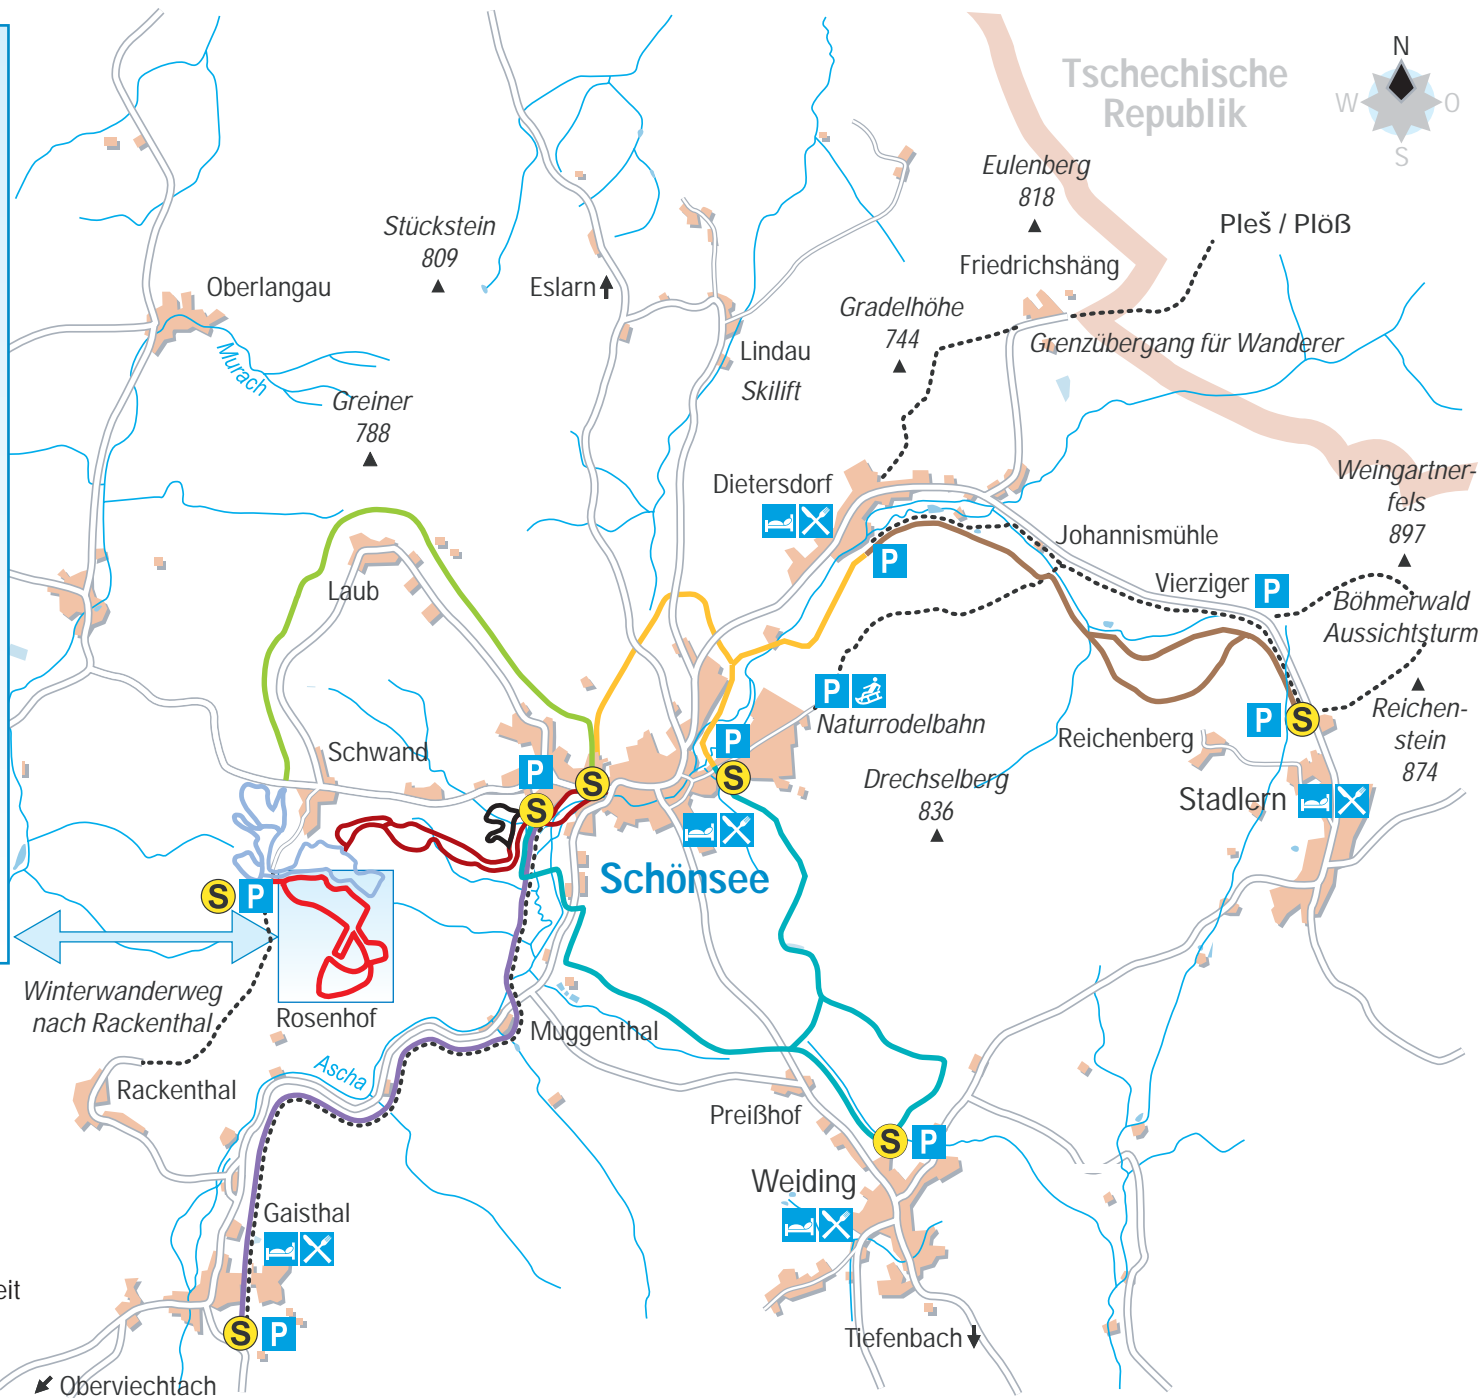 Tschechische
Republik
N
W
O
S
Eulenberg
818
Stückstein
809
Pleš / Plöß
Friedrichshäng
Oberlangau
Eslarn
Gradelhöhe
744
Grenzübergang für Wanderer
Murach
Lindau
Skilift
Greiner
788
Weingartner-
fels
897
Dietersdorf
Johannismühle
P
Vierziger
P
Laub
Böhmerwald
Aussichtsturm
P
Naturrodelbahn
Reichen-
stein
874
P
S
Reichenberg
Schwand
P
P
S
S
S
Drechselberg
836
Stadlern
Schönsee
S
P
Winterwanderweg
nach Rackenthal
Rosenhof
Muggenthal
Ascha
Rackenthal
Preißhof
S
P
Weiding
Gaisthal
eit
S
P
Tiefenbach
Oberviechtach